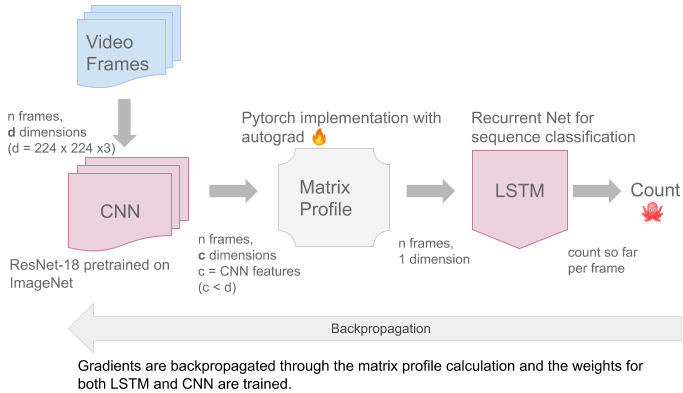 Video
Frames
n frames,
d dimensions
(d = 224 x 224 x3)
CNN
ResNet-18 pretrained on
ImageNet
Pytorch implementation with
autograd 🔥
Matrix
Profile
n frames,
c dimensions
c = CNN features
(c < d)
Recurrent Net for
sequence classification
LSTM
n frames,
1 dimension
Count
count so far
per frame
Backpropagation
Gradients are backpropagated through the matrix profile calculation and the weights for
both LSTM and CNN are trained.